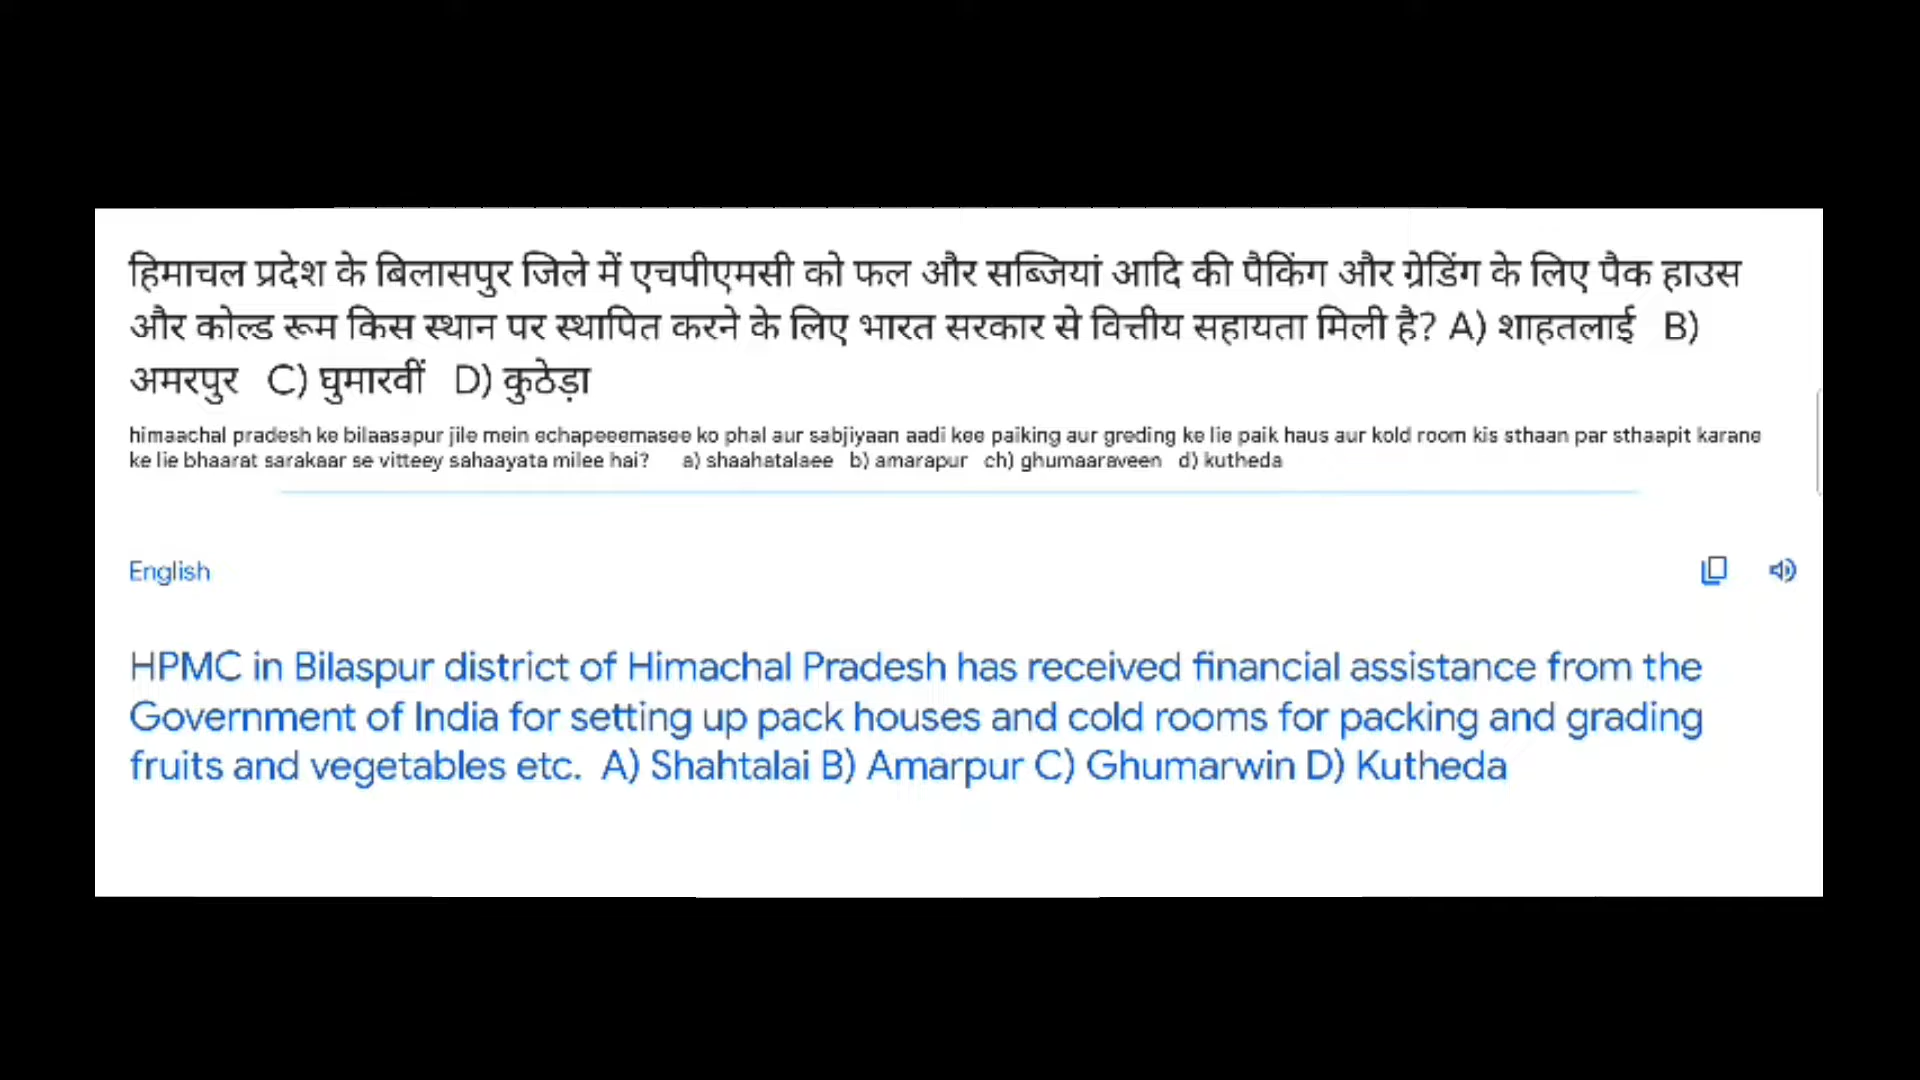 हिमाचल प्रदेश के बिलासपुर जिले में एचपीएमसी को फल और सब्जियां आदि की पैकिंग और ग्रेडिंग के लिए पैक हाउस
और कोल्ड रूम किस स्थान पर स्थापित करने के लिए भारत सरकार से वित्तीय सहायता मिली है? A) शाहतलाई B)
अमरपुर C) घुमारवीं D) कुठेड़ा
himaachal pradesh ke bilaasapur jile mein echapeeemasee ko phal aur sabjiyaan aadi kee paiking aur greding ke lie paik haus aur kold room kis sthaan par sthaapit karane
ke lie bhaarat sarakaar se vitteey sahaayata milee hai? a) shaahatalaee b) amarapur ch) ghumaaraveen d) kutheda
English
HPMC in Bilaspur district of Himachal Pradesh has received financial assistance from the
Government of India for setting up pack houses and cold rooms for packing and grading
fruits and vegetables etc. A) Shahtalai B) Amarpur C) Ghumarwin D) Kutheda